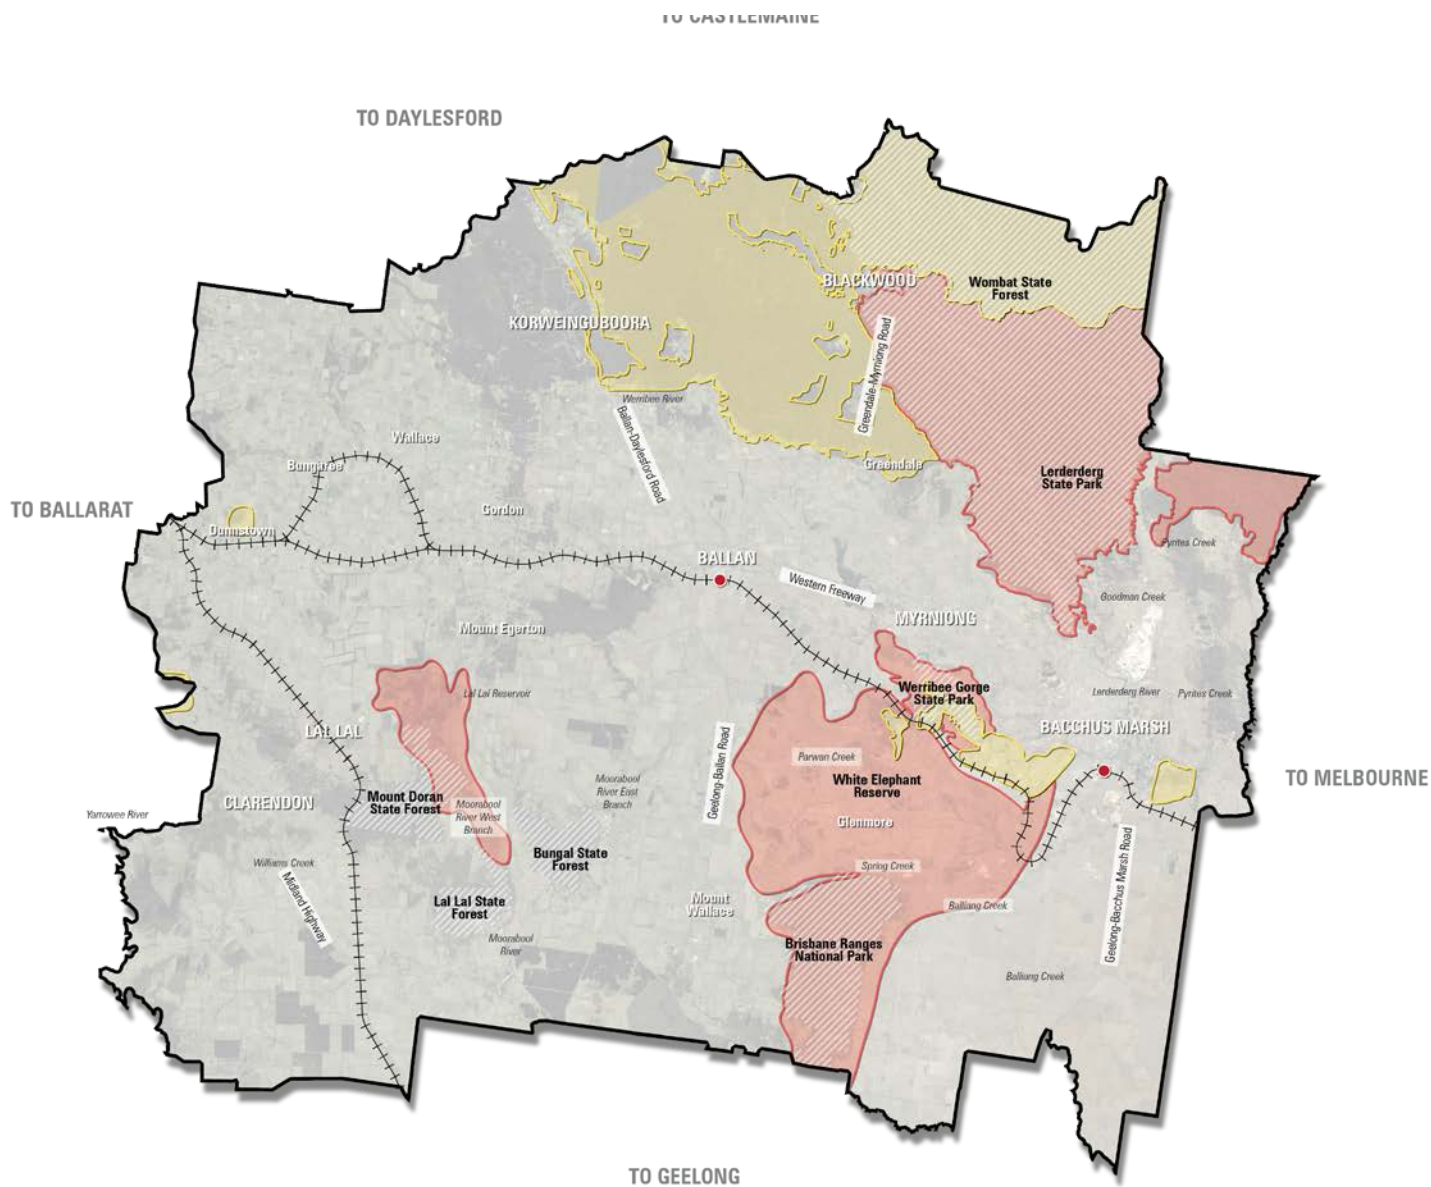 TO CASTLEMAINE
TO DAYLESFORD
BLACKWOOD
Wombat State
Forest
KORWEINGUBOORA
Greendale-Myrniong Road
Werribee River
Ballan-Daylesford Road
Wallace
Bungaree
Greendale
Lerderderg
State Park
TO BALLARAT
Gordon
Dunnstown
Pyrites Creek
BALLAN
Western Freeway
Goodman Creek
MYRNIONG
Mount Egerton
Lal Lal Reservoir
Werribee Gorge
State Park
Lerderderg River
Pyrites Creek
LAL LAL
BACCHUS MARSH
Geelong-Ballan Road
Parwan Creek
TO MELBOURNE
White Elephant
Reserve
Moorabool
River East
Branch
CLARENDON
Mount Doran
State Forest
Moorabool
River West
Branch
Yarrowee River
Glenmore
Williams Creek
Bungal State
Forest
Spring Creek
Midland Highway
Geelong-Bacchus Marsh Road
Lal Lal State
Forest
Mount
Wallace
Balliang Creek
Moorabool
River
Brisbane Ranges
National Park
Balliang Creek
TO GEELONG